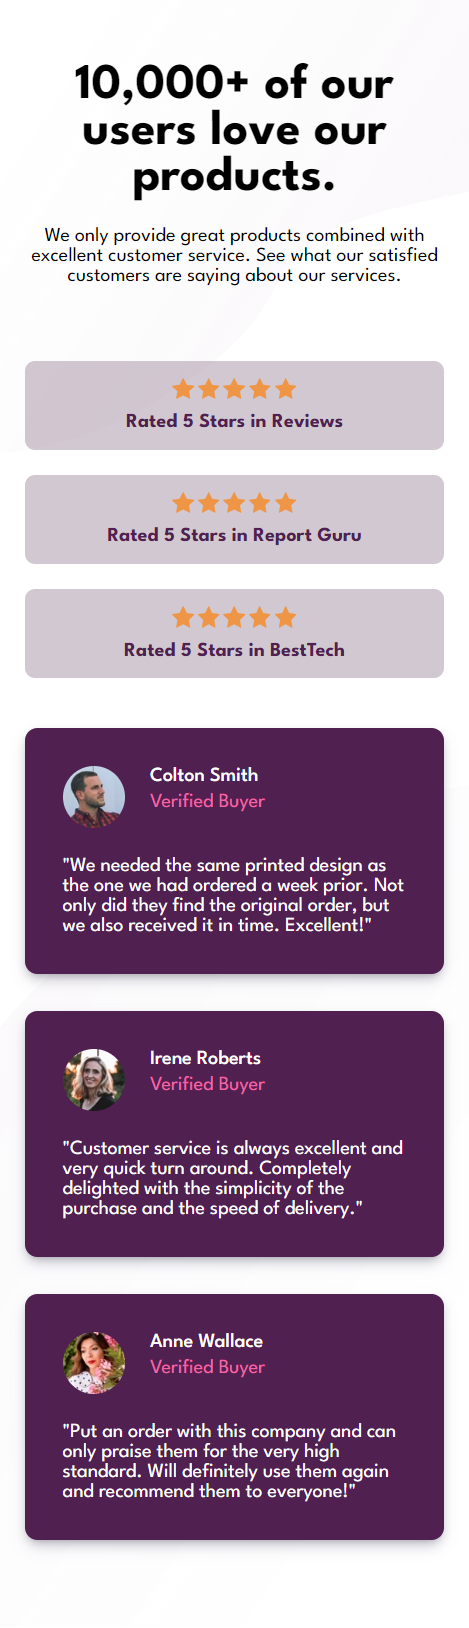 10,000+ of our
users love our
products.
We only provide great products combined with
excellent customer service. See what our satisfied
customers are saying about our services.
Rated 5 Stars in Reviews
Rated 5 Stars in Report Guru
Rated 5 Stars in BestTech
Colton Smith
Verified Buyer
"We needed the same printed design as
the one we had ordered a week prior. Not
only did they find the original order, but
we also received it in time. Excellent!"
Irene Roberts
Verified Buyer
"Customer service is always excellent and
very quick turn around. Completely
delighted with the simplicity of the
purchase and the speed of delivery."
Anne Wallace
Verified Buyer
"Put an order with this company and can
only praise them for the very high
standard. Will definitely use them again
and recommend them to everyone!"